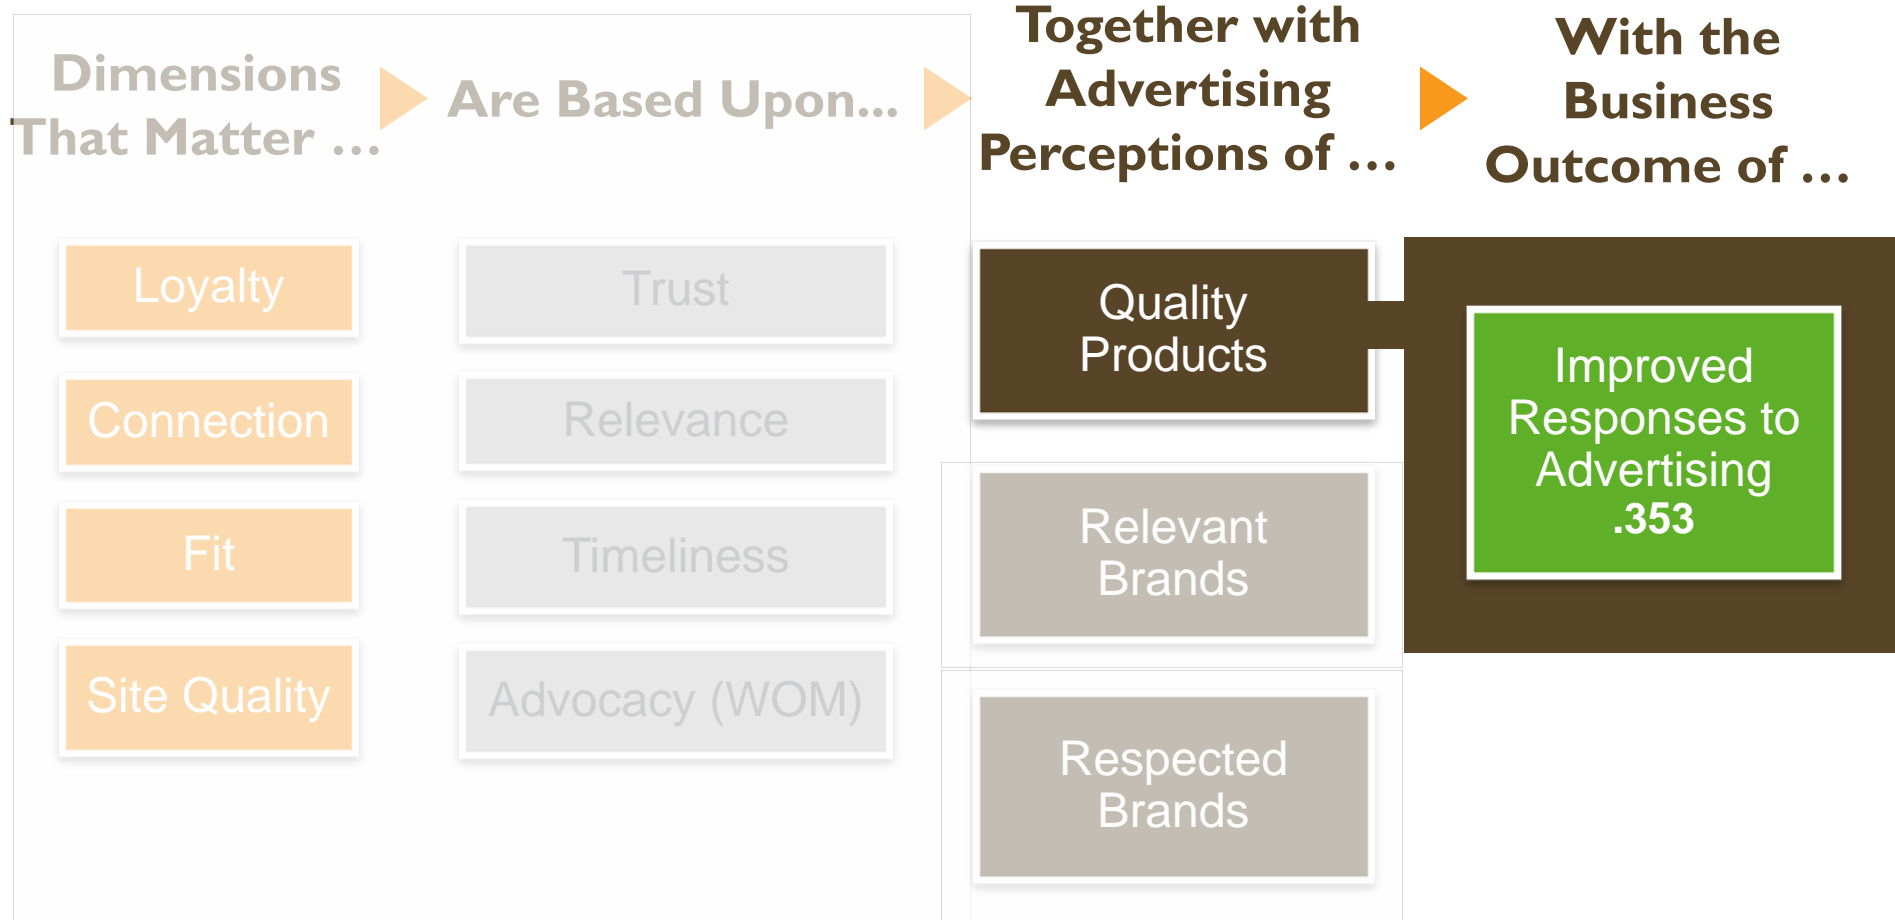 Dimensions
That Matter …
Are Based Upon...
Together with
Advertising
Perceptions of …
With the
Business
Outcome of …
Loyalty
Connection
Fit
Site Quality
Trust
Relevance
Timeliness
Advocacy (WOM)
Quality
Products
Relevant
Brands
Respected
Brands
Improved
Responses to
Advertising
.353